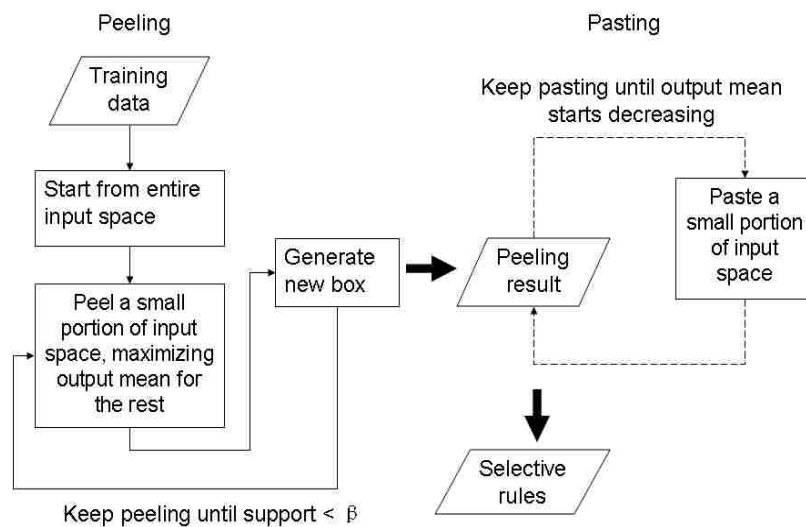 Peeling
Training
data
Start from entire
input space
Peel a small
portion of input
space, maximizing
output mean for
the rest
Generate
new box
Keep peeling until support < β
Pasting
Keep pasting until output mean
starts decreasing
Peeling
result
Paste a
small portion
of input
space
Selective
rules